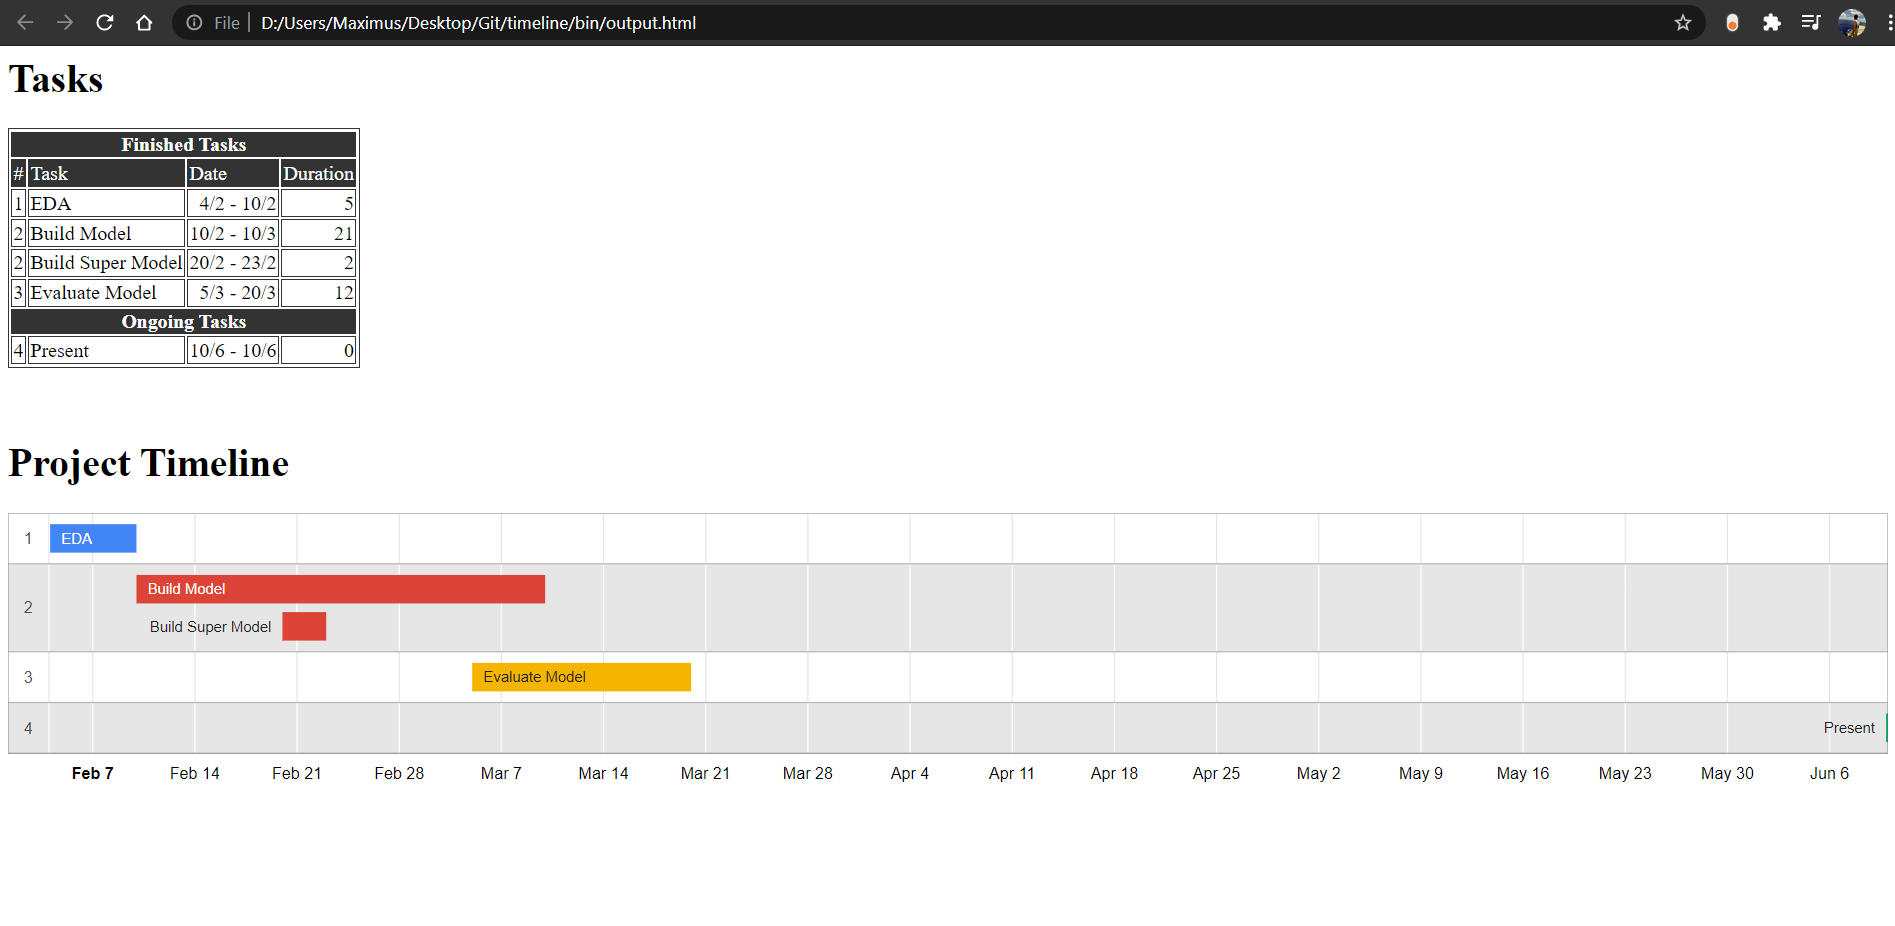 File D:/Users/Maximus/Desktop/Git/timeline/bin/output.html
Tasks
Finished Tasks
# Task Date Duration
1 EDA 4/2 - 10/2 5
2 Build Model 10/2 - 10/3 21
2 Build Super Model 20/2 - 23/2 2
3 Evaluate Model 5/3 - 20/3 12
Ongoing Tasks
4 Present 10/6 - 10/6 0
Project Timeline
1 EDA
Build Model
2
Build Super Model
3 Evaluate Model
4 Present
Feb 7 Feb 14 Feb 21 Feb 28 Mar 7 Mar 14 Mar 21 Mar 28 Apr 4 Apr 11 Apr 18 Apr 25 May 2 May 9 May 16 May 23 May 30 Jun 6